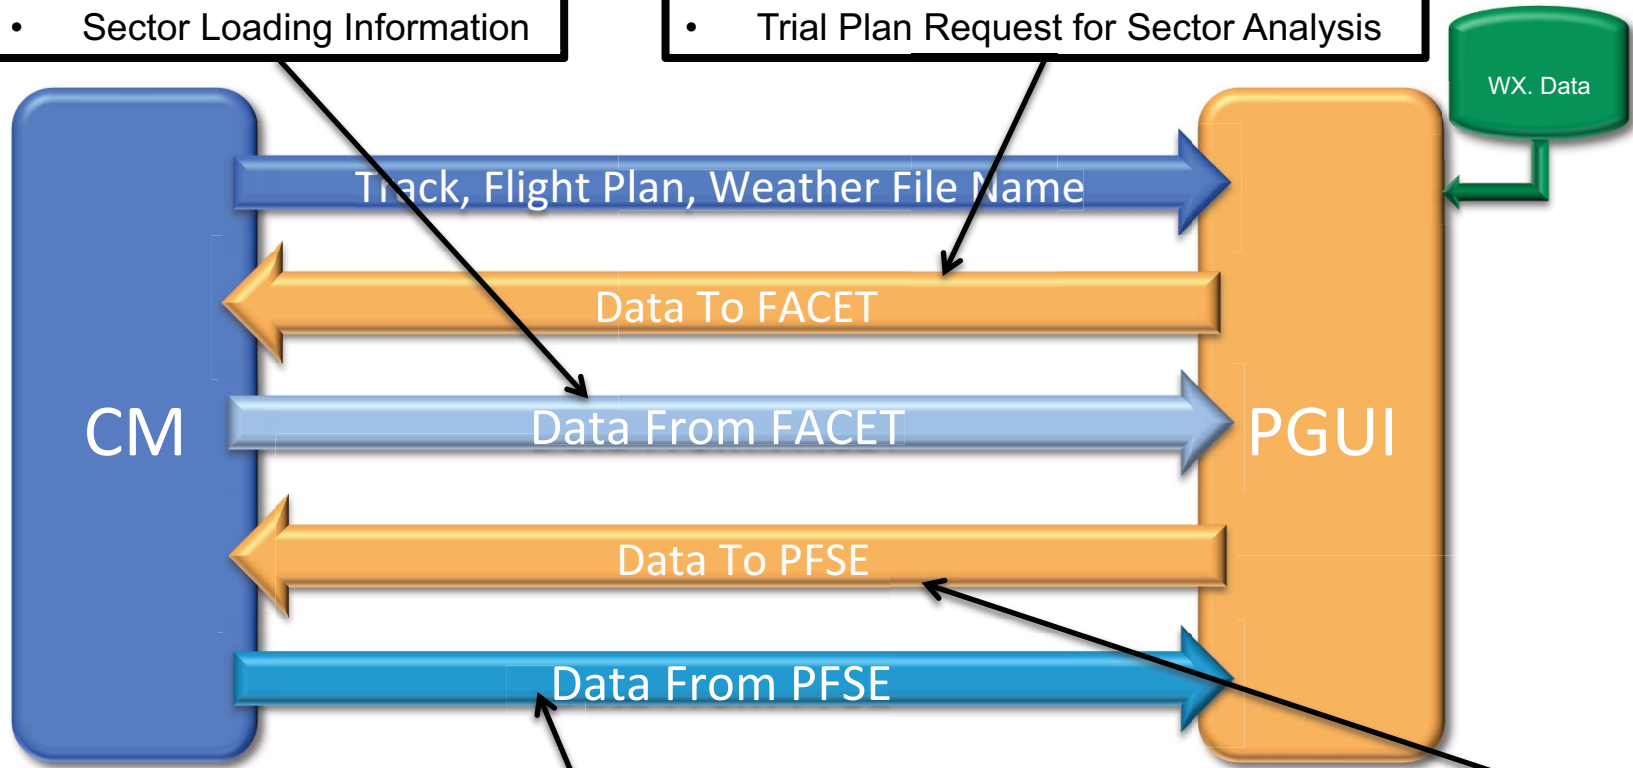 • Sector Loading Information
• Trial Plan Request for Sector Analysis
WX. Data
Track, Flight Plan, Weather File Name
Data To FACET
CM
Data From FACET
PGUI
Data To PFSE
Data From PFSE